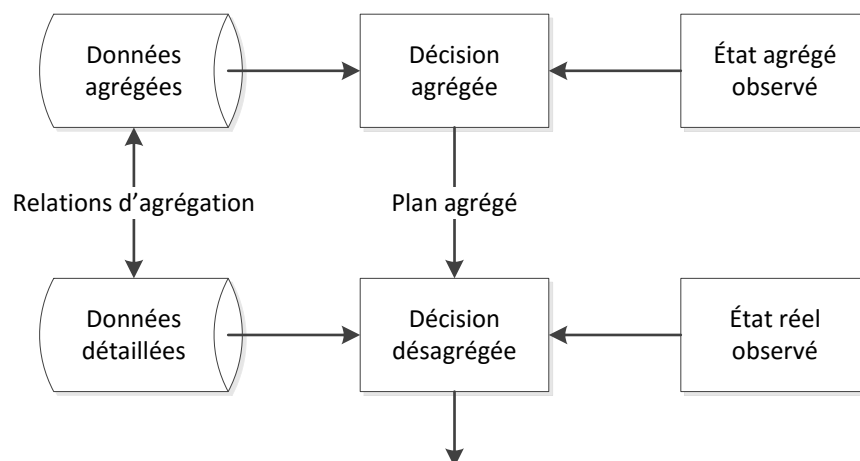 Données
agrégées
Décision
agrégée
État agrégé
observé
Relations d’agrégation
Plan agrégé
Données
détaillées
Décision
désagrégée
État réel
observé